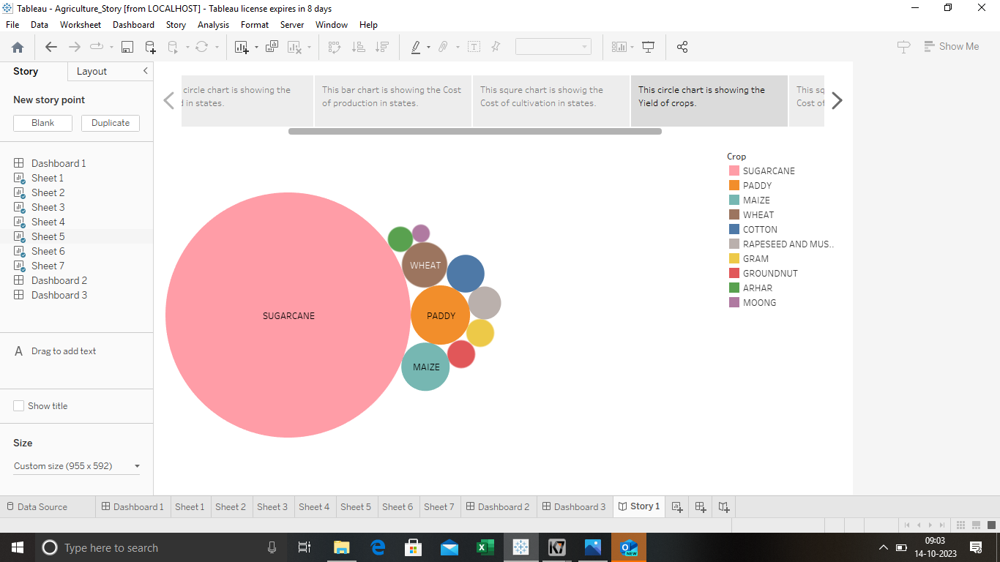 Tableau - Agriculture_Story [from LOCALHOST] - Tableau license expires in 8 days
File Data Worksheet Dashboard Story Analysis Format Server Window Help
Show Me
Story Layout
New story point
Blank Duplicate
Dashboard 1
Sheet 1
Sheet 2
Sheet 3
Sheet 4
Sheet 5
Sheet 6
Sheet 7
Dashboard 2
Dashboard 3
A Drag to add text
Show title
Size
Custom size (955 x 592)
circle chart is showing the
in states.
This bar chart is showing the Cost
of production in states.
This squre chart is showig the
Cost of cultivation in states.
This circle chart is showing the
Yield of crops.
This sq
Cost of
SUGARCANE
WHEAT
PADDY
MAIZE
Crop
SUGARCANE
PADDY
MAIZE
WHEAT
COTTON
RAPESEED AND MUS..
GRAM
GROUNDNUT
ARHAR
MOONG
Data Source Dashboard 1 Sheet 1 Sheet 2 Sheet 3 Sheet 4 Sheet 5 Sheet 6 Sheet 7 Dashboard 2 Dashboard 3 Story 1
Type here to search
K7
NEW
09:03
14-10-2023